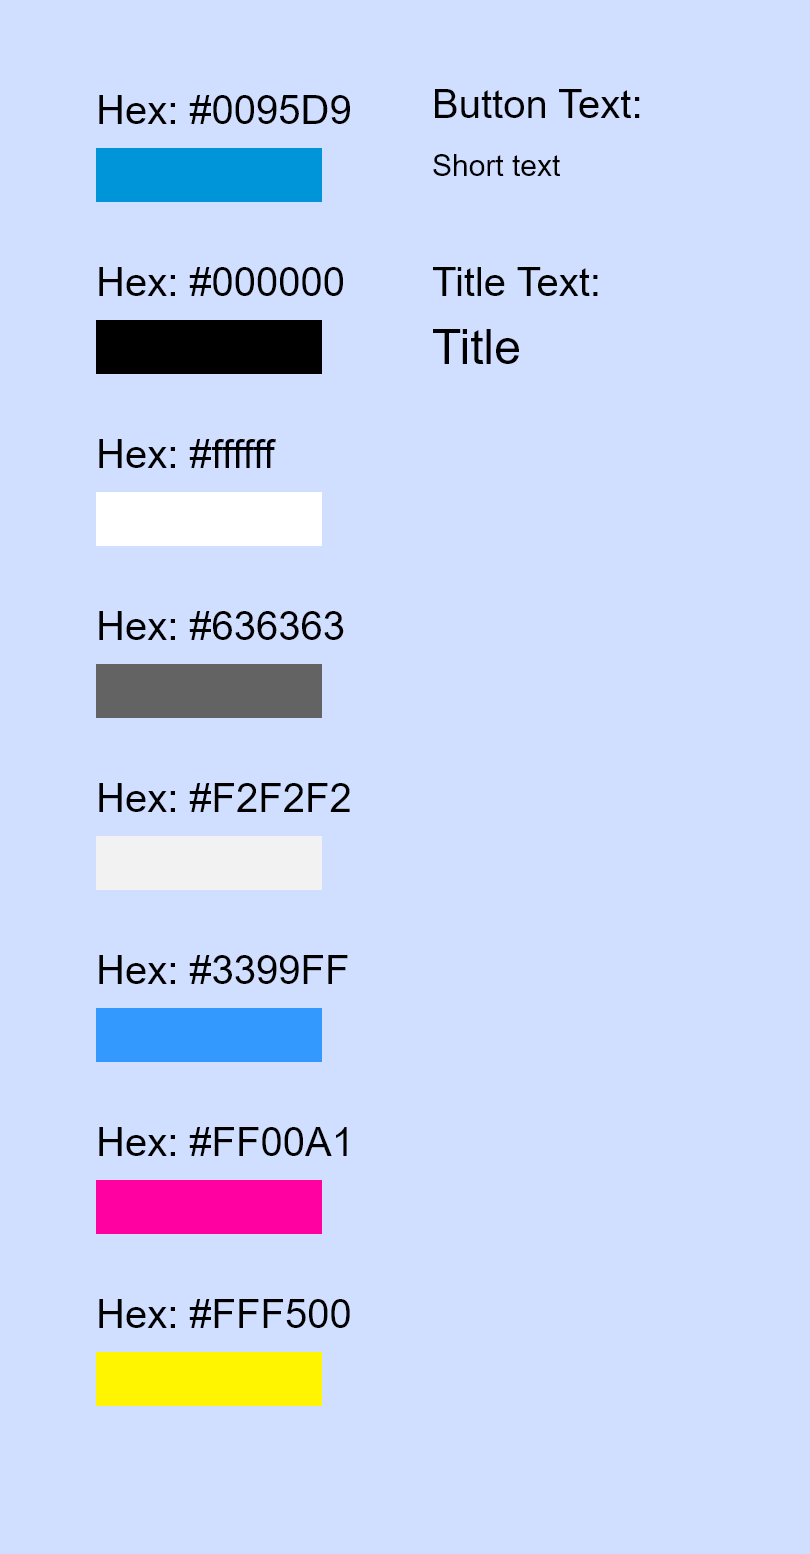 Hex: #0095D9
Hex: #000000
Hex: #ffffff
Hex: #636363
Hex: #F2F2F2
Hex: #3399FF
Hex: #FF00A1
Hex: #FFF500
Button Text:
Short text
Title Text:
Title